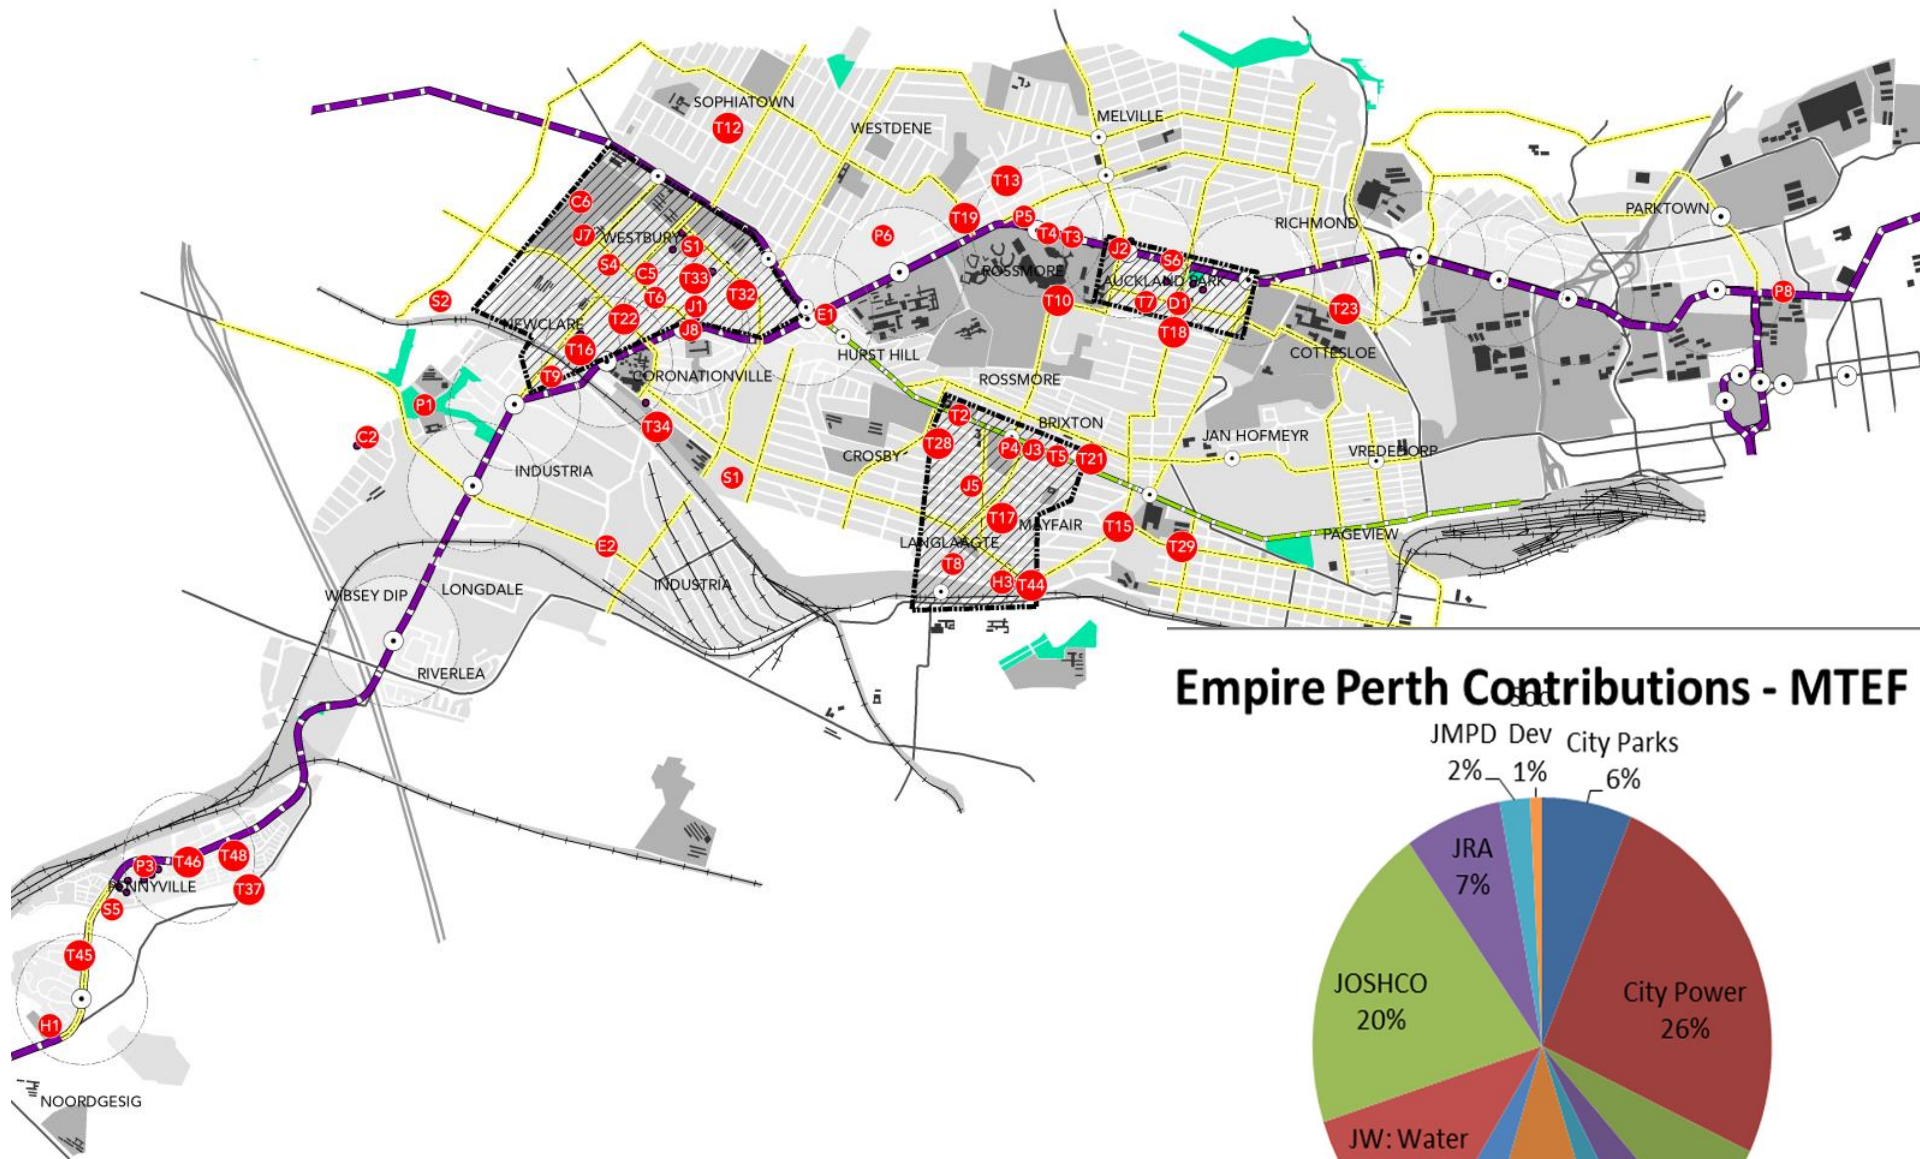 SOPHIATOWN
T12
WESTDENE
MELVILLE
T13
C6
T19
P5
T4
T3
P6
J7
WESTBURY
S1
RICHMOND
PARKTOWN
J2
S6
S4
C5
T33
ROSSMORE
AUCKLAND PARK
T6
T32
S2
J1
T10
T7
D1
T23
P8
T22
E1
NEWCLARE
J8
T18
T16
HURST HILL
COTTESLOE
T9
CORONATIONVILLE
ROSSMORE
P1
T2
BRIXTON
C2
T34
T28
P4
J3
T5
T21
JAN HOFMEYR
VREDEDORP
CROSBY
INDUSTRIA
S1
J5
T17
MAYFAIR
T15
LANGLAAGTE
PAGEVIEW
E2
T29
T8
INDUSTRIA
H3
T44
WIBSEY DIP
LONGDALE
RIVERLEA
P3
T46
T48
PENNYVILLE
T37
S5
T45
H1
NOORDGESIG
Empire Perth Contributions - MTEF
JMPD
2%
Dev
1%
City Parks
6%
JRA
7%
JOSHCO
20%
City Power
26%
JW: Water